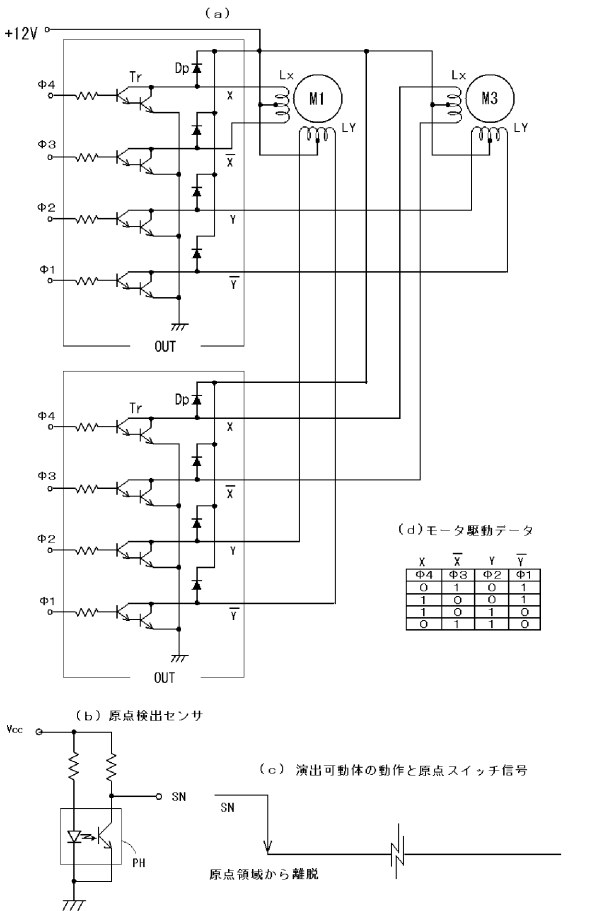 (a)
+12V
Φ4 Tr Dp X Lx M1 Lx M3
LY LY
Φ3 X̅
Φ2 Y
Φ1 Y̅
OUT
Φ4 Tr Dp X
Φ3 X̅
Φ2 Y
Φ1 Y̅
OUT
(d)モータ駆動データ
X X̅ Y Y̅
Φ4 Φ3 Φ2 Φ1
0 1 0 1
1 0 0 1
1 0 1 0
0 1 1 0
(b)原点検出センサ
Vcc
SN
PH
(c) 演出可動体の動作と原点スイッチ信号
SN
原点領域から離脱